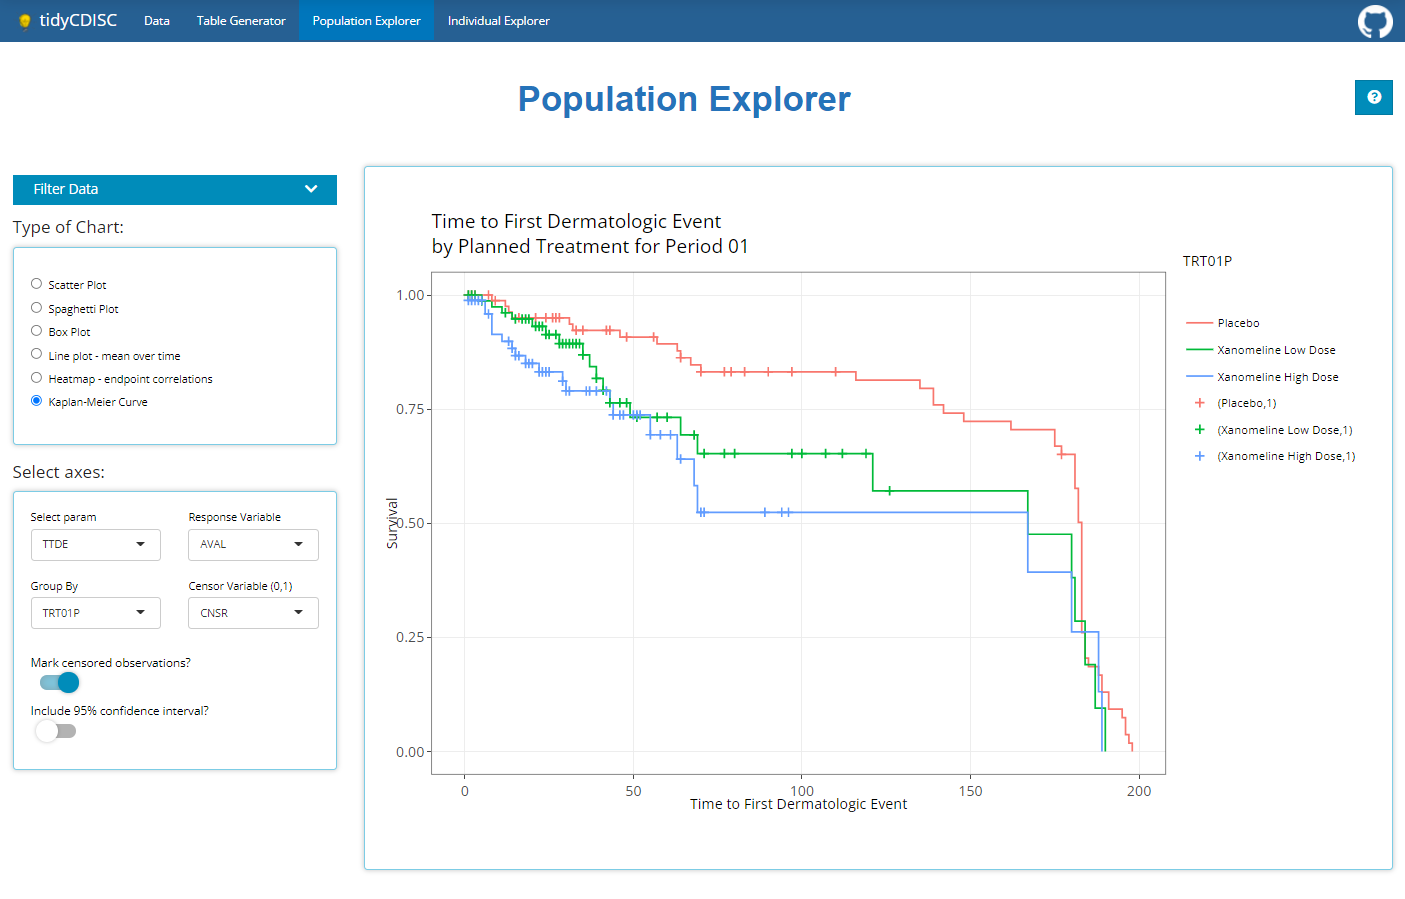 tidyCDISC Data Table Generator Population Explorer Individual Explorer
Population Explorer
Filter Data
Type of Chart:
Scatter Plot
Spaghetti Plot
Box Plot
Line plot - mean over time
Heatmap - endpoint correlations
Kaplan-Meier Curve
Select axes:
Select param Response Variable
TTDE AVAL
Group By Censor Variable (0,1)
TRT01P CNSR
Mark censored observations?
Include 95% confidence interval?
Time to First Dermatologic Event
by Planned Treatment for Period 01
1.00
0.75
0.50
0.25
0.00
Survival
0 50 100 150 200
Time to First Dermatologic Event
TRT01P
Placebo
Xanomeline Low Dose
Xanomeline High Dose
(Placebo,1)
(Xanomeline Low Dose,1)
(Xanomeline High Dose,1)